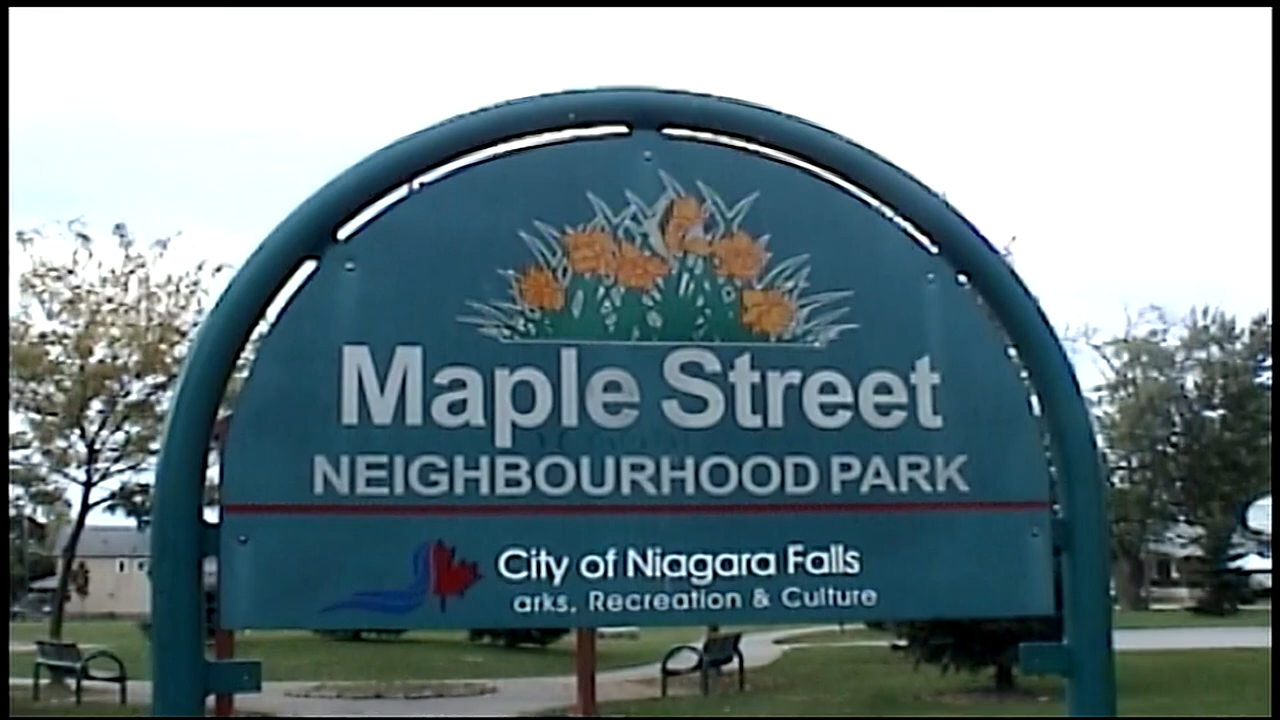 Maple Street
NEIGHBOURHOOD PARK
City of Niagara Falls
arks, Recreation & Culture